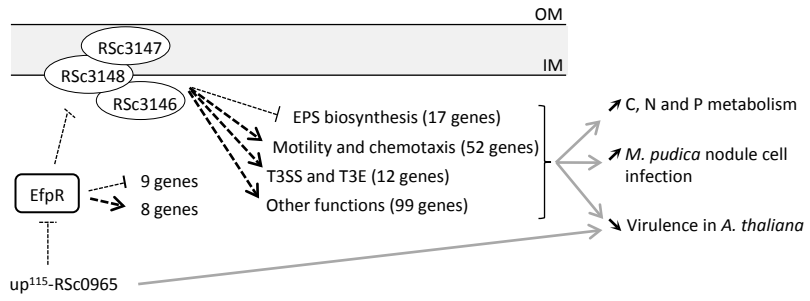 OM
RSc3147
IM
RSc3148
RSc3146
EPS biosynthesis (17 genes)
Motility and chemotaxis (52 genes)
T3SS and T3E (12 genes)
Other functions (99 genes)
➚ C, N and P metabolism
➚ M. pudica nodule cell
infection
➘ Virulence in A. thaliana
EfpR
9 genes
8 genes
up¹¹⁵-RSc0965